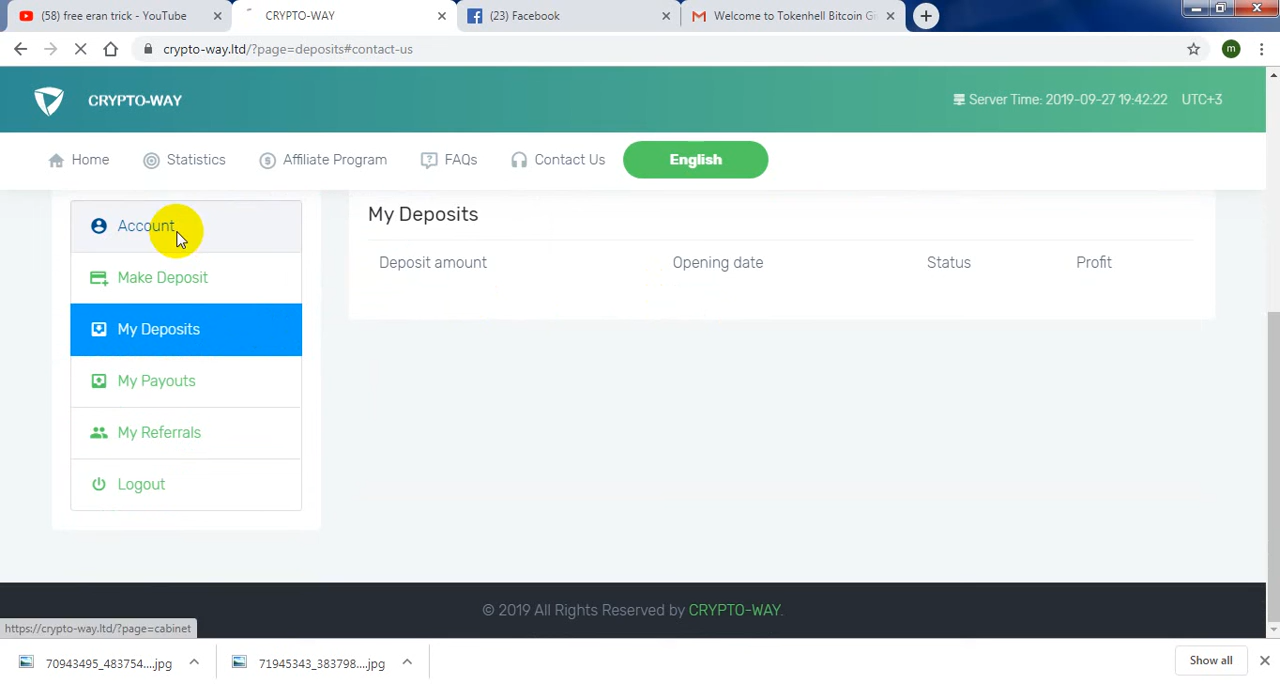 (58) free eran trick - YouTube
CRYPTO-WAY
(23) Facebook
Welcome to Tokenhell Bitcoin Gi
m
crypto-way.ltd/?page=deposits#contact-us
CRYPTO-WAY
Server Time: 2019-09-27 19:42:22 UTC+3
Home
Statistics
Affiliate Program
FAQs
Contact Us
English
Account
Make Deposit
My Deposits
My Payouts
My Referrals
Logout
My Deposits
Deposit amount
Opening date
Status
Profit
© 2019 All Rights Reserved by CRYPTO-WAY.
https://crypto-way.ltd/?page=cabinet
70943495_483754....jpg
71945343_383798....jpg
Show all